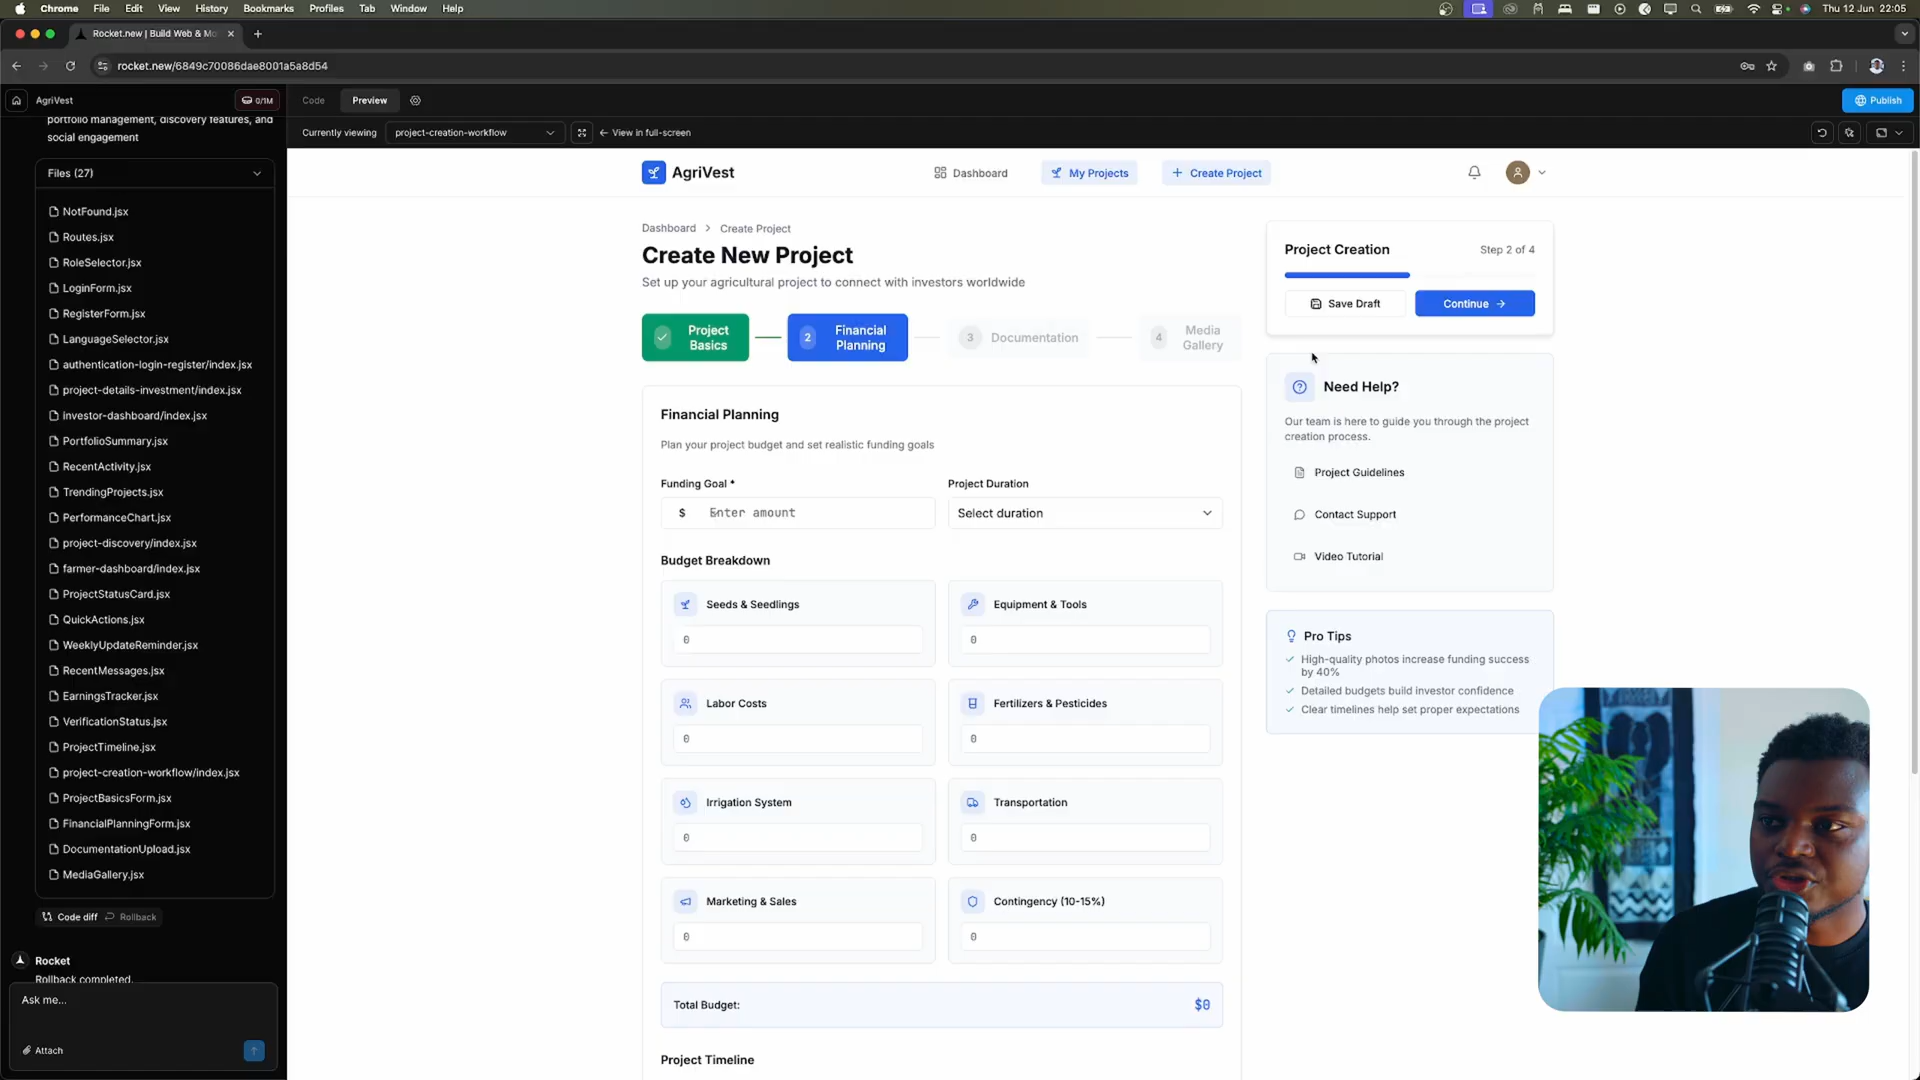 Chrome File Edit View History Bookmarks Profiles Tab Window Help
Thu 12 Jun 22:05
Rocket.new | Build Web & Mo
rocket.new/6849c70086dae8001a5a8d54
AgriVest
0/1M
Code
Preview
Publish
portfolio management, discovery features, and
social engagement
Currently viewing
project-creation-workflow
View in full-screen
Files (27)
NotFound.jsx
Routes.jsx
RoleSelector.jsx
LoginForm.jsx
RegisterForm.jsx
LanguageSelector.jsx
authentication-login-register/index.jsx
project-details-investment/index.jsx
investor-dashboard/index.jsx
PortfolioSummary.jsx
RecentActivity.jsx
TrendingProjects.jsx
PerformanceChart.jsx
project-discovery/index.jsx
farmer-dashboard/index.jsx
ProjectStatusCard.jsx
QuickActions.jsx
WeeklyUpdateReminder.jsx
RecentMessages.jsx
EarningsTracker.jsx
VerificationStatus.jsx
ProjectTimeline.jsx
project-creation-workflow/index.jsx
ProjectBasicsForm.jsx
FinancialPlanningForm.jsx
DocumentationUpload.jsx
MediaGallery.jsx
Code diff
Rollback
Rocket
Rollback completed.
Ask me...
Attach
AgriVest
Dashboard
My Projects
Create Project
Dashboard > Create Project
Create New Project
Set up your agricultural project to connect with investors worldwide
Project
Basics
2
Financial
Planning
3
Documentation
4
Media
Gallery
Financial Planning
Plan your project budget and set realistic funding goals
Funding Goal *
$
Enter amount
Project Duration
Select duration
Budget Breakdown
Seeds & Seedlings
0
Equipment & Tools
0
Labor Costs
0
Fertilizers & Pesticides
0
Irrigation System
0
Transportation
0
Marketing & Sales
0
Contingency (10-15%)
0
Total Budget:
$0
Project Timeline
Project Creation
Step 2 of 4
Save Draft
Continue
Need Help?
Our team is here to guide you through the project
creation process.
Project Guidelines
Contact Support
Video Tutorial
Pro Tips
High-quality photos increase funding success
by 40%
Detailed budgets build investor confidence
Clear timelines help set proper expectations